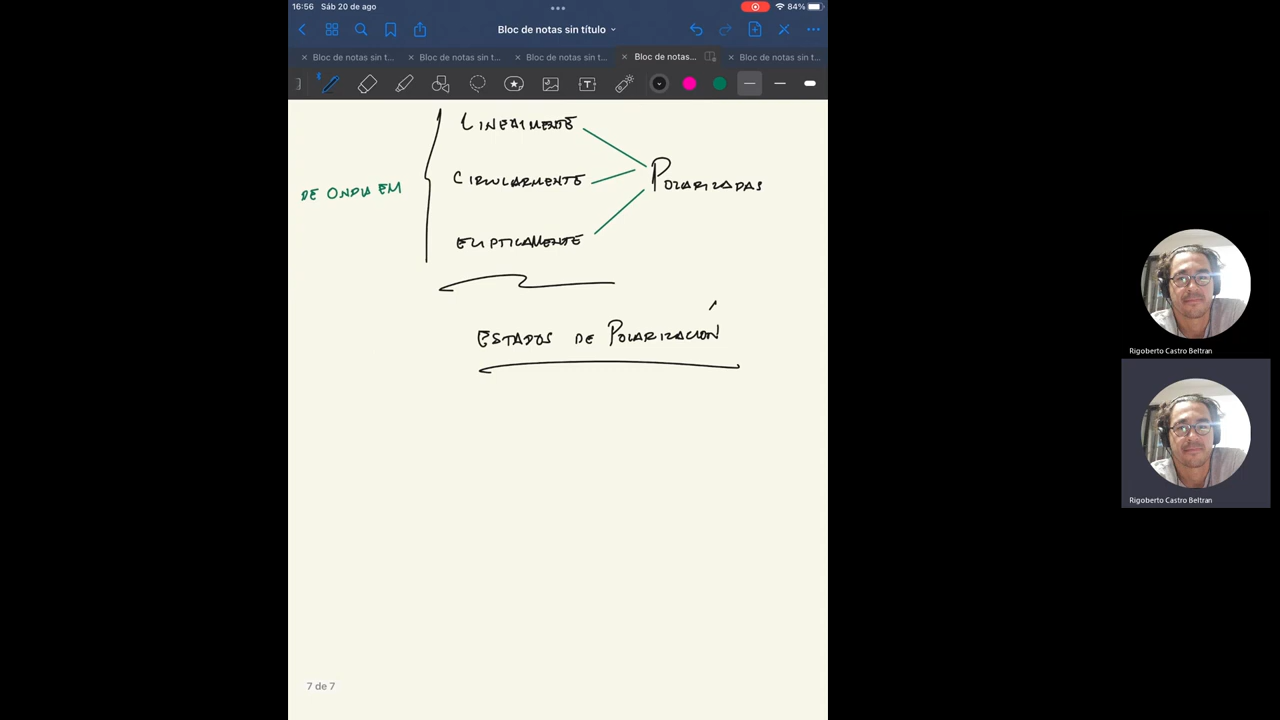 16:56 Sáb 20 de ago
84%
Bloc de notas sin título
Bloc de notas sin t...
Bloc de notas sin t...
Bloc de notas sin t...
Bloc de notas...
Bloc de notas sin t...
LINEALMENTE
DE ONDA EM
CIRCULARMENTE
POLARIZADAS
ELIPTICAMENTE
ESTADOS DE POLARIZACIÓN
7 de 7
Rigoberto Castro Beltran
Rigoberto Castro Beltran